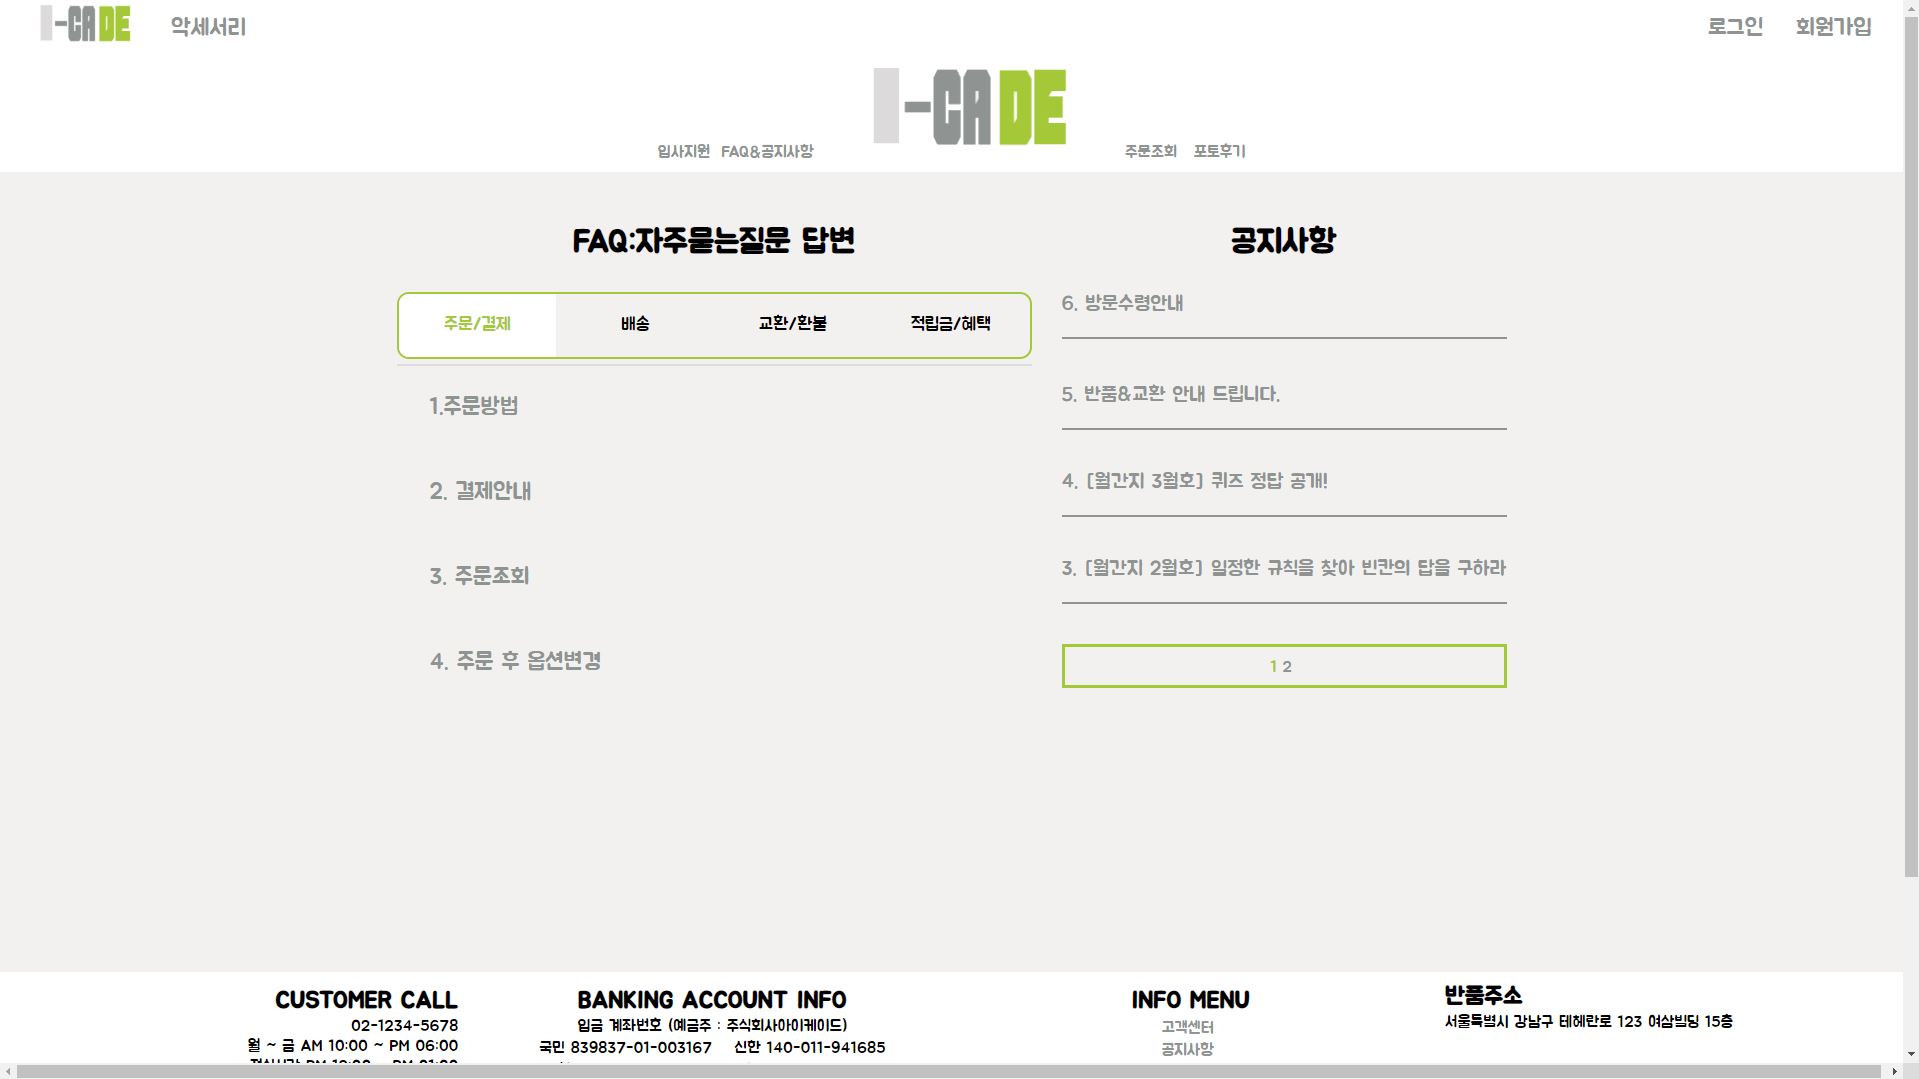 I-CADE 악세서리 로그인 회원가입
I-CADE
입사지원 FAQ&공지사항 주문조회 포토후기
FAQ:자주묻는질문 답변
주문/결제 배송 교환/환불 적립금/혜택
1.주문방법
2. 결제안내
3. 주문조회
4. 주문 후 옵션변경
공지사항
6. 방문수령안내
5. 반품&교환 안내 드립니다.
4. [월간지 3월호] 퀴즈 정답 공개!
3. [월간지 2월호] 일정한 규칙을 찾아 빈칸의 답을 구하라
1 2
CUSTOMER CALL
02-1234-5678
월 ~ 금 AM 10:00 ~ PM 06:00
BANKING ACCOUNT INFO
입금 계좌번호 (예금주 : 주식회사아이케이드)
국민 839837-01-003167 신한 140-011-941685
INFO MENU
고객센터
공지사항
반품주소
서울특별시 강남구 테헤란로 123 여삼빌딩 15층